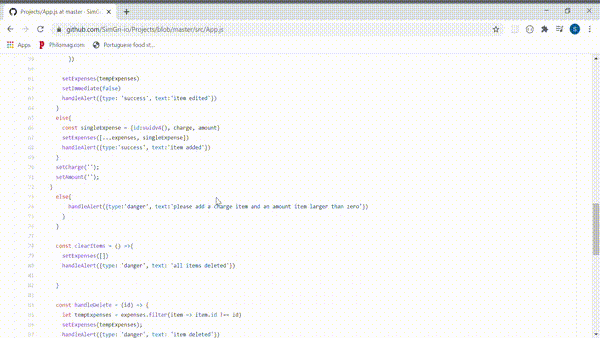 Projects/App.js at master · SimGri
github.com/SimGri-io/Projects/blob/master/src/App.js
Apps
Philomag.com
Portuguese food st...
})
setExpenses(tempExpenses)
setImmediate(false)
handleAlert({type: 'success', text:'item edited'})
}
else{
const singleExpense = {id:uuidv4(), charge, amount}
setExpenses([...expenses, singleExpense])
handleAlert({type:'success', text:'item added'})
}
setCharge('');
setAmount('');
}
else{
handleAlert({type:'danger', text:'please add a charge item and an amount item larger than zero'})
}
}
const clearItems = () =>{
setExpenses([])
handleAlert({type: 'danger', text: 'all items deleted'})
}
const handleDelete = (id) => {
let tempExpenses = expenses.filter(item => item.id !== id)
setExpenses(tempExpenses);
handleAlert({type: 'danger', text: 'item deleted'})